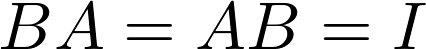 BA = AB = I